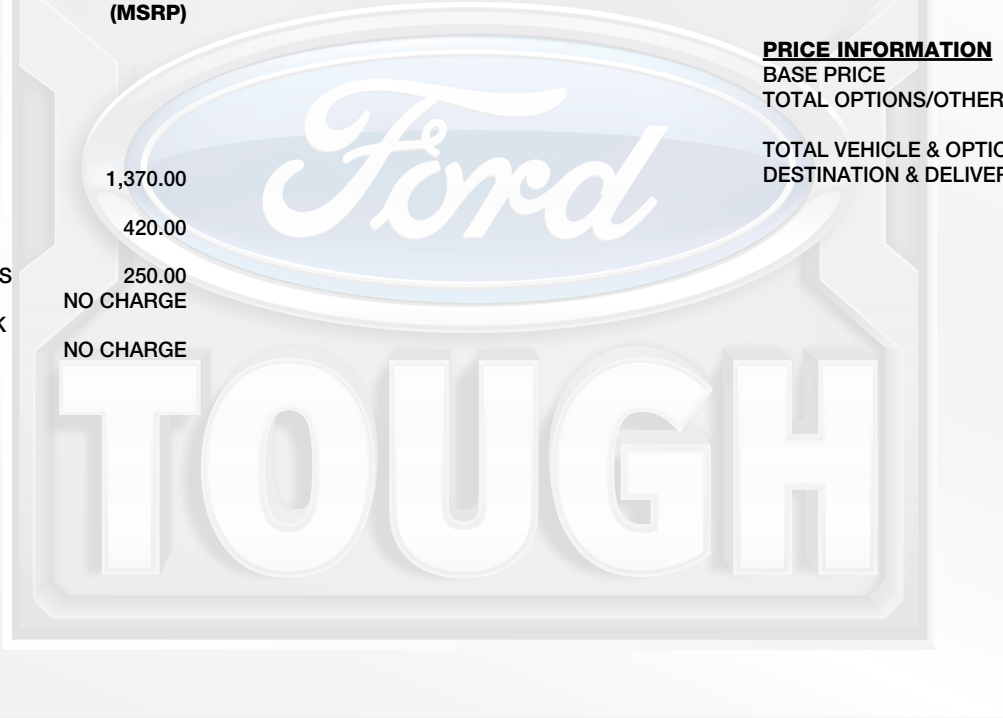 (MSRP)
1,370.00
420.00
S 250.00
NO CHARGE
K
NO CHARGE
PRICE INFORMATION
BASE PRICE
TOTAL OPTIONS/OTHER
TOTAL VEHICLE & OPTIO
DESTINATION & DELIVER
Ford
TOUGH